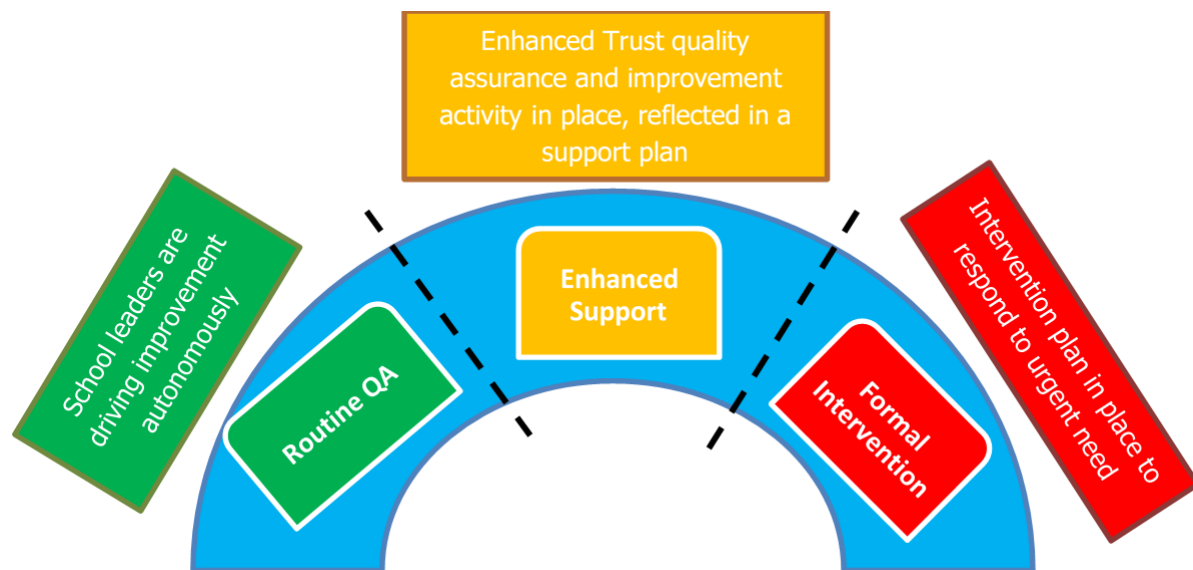 Enhanced Trust quality
assurance and improvement
activity in place, reflected in a
support plan
School leaders are
driving improvement
autonomously
Routine QA
Enhanced
Support
Formal
Intervention
Intervention plan in place to
respond to urgent need